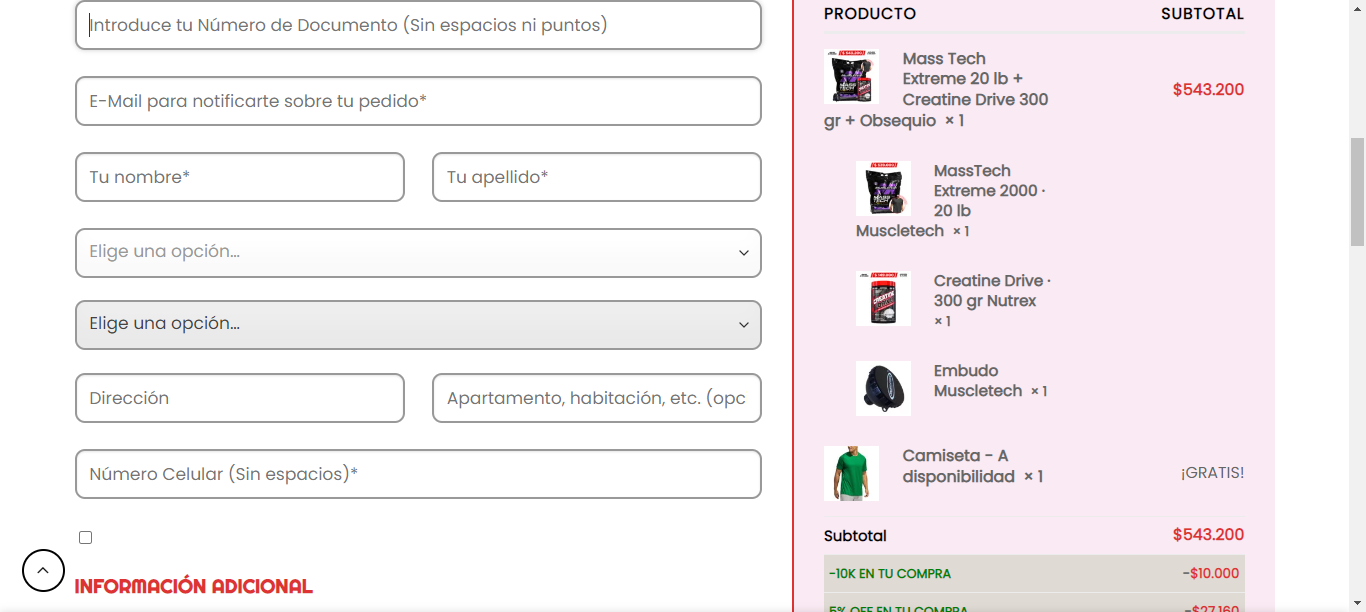 Introduce tu Número de Documento (Sin espacios ni puntos)
E-Mail para notificarte sobre tu pedido*
Tu nombre*
Tu apellido*
Elige una opción...
Elige una opción...
Dirección
Apartamento, habitación, etc. (opc
Número Celular (Sin espacios)*
INFORMACIÓN ADICIONAL
PRODUCTO
SUBTOTAL
Mass Tech
Extreme 20 lb +
Creatine Drive 300
gr + Obsequio × 1
$543.200
MassTech
Extreme 2000 ·
20 lb
Muscletech × 1
Creatine Drive ·
300 gr Nutrex
× 1
Embudo
Muscletech × 1
Camiseta - A
disponibilidad × 1
¡GRATIS!
Subtotal
$543.200
-10K EN TU COMPRA
-$10.000
5% OFF EN TU COMPRA
-$27.160